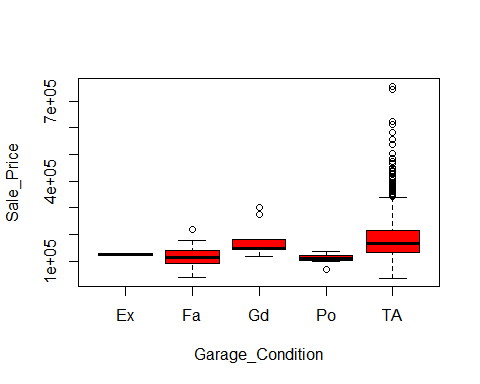 Sale_Price
7e+05
4e+05
1e+05
Ex Fa Gd Po TA
Garage_Condition